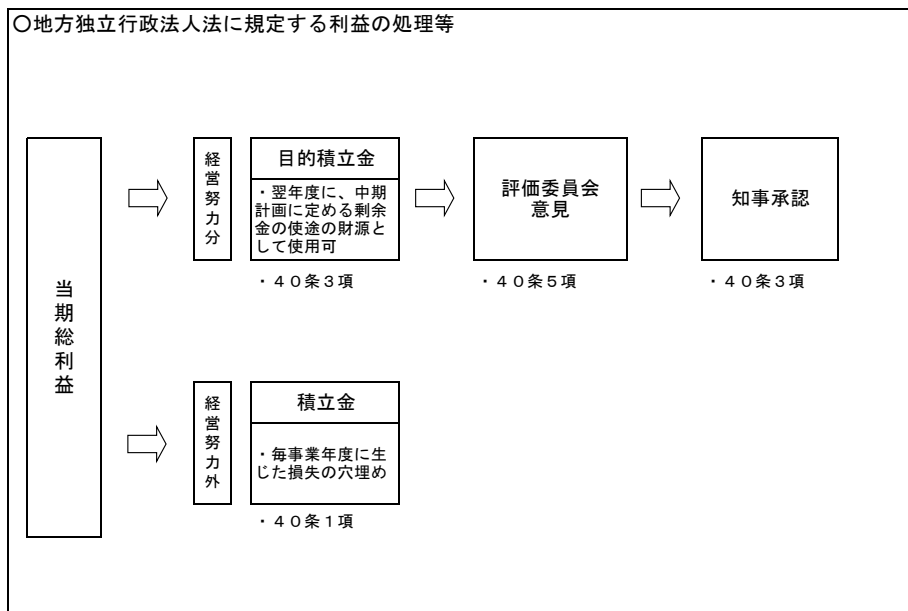 〇地方独立行政法人法に規定する利益の処理等
当期総利益
経営努力分
目的積立金
・翌年度に、中期
計画に定める剰余
金の使途の財源と
して使用可
・４０条３項
評価委員会
意見
・４０条５項
知事承認
・４０条３項
経営努力外
積立金
・毎事業年度に生
じた損失の穴埋め
・４０条１項